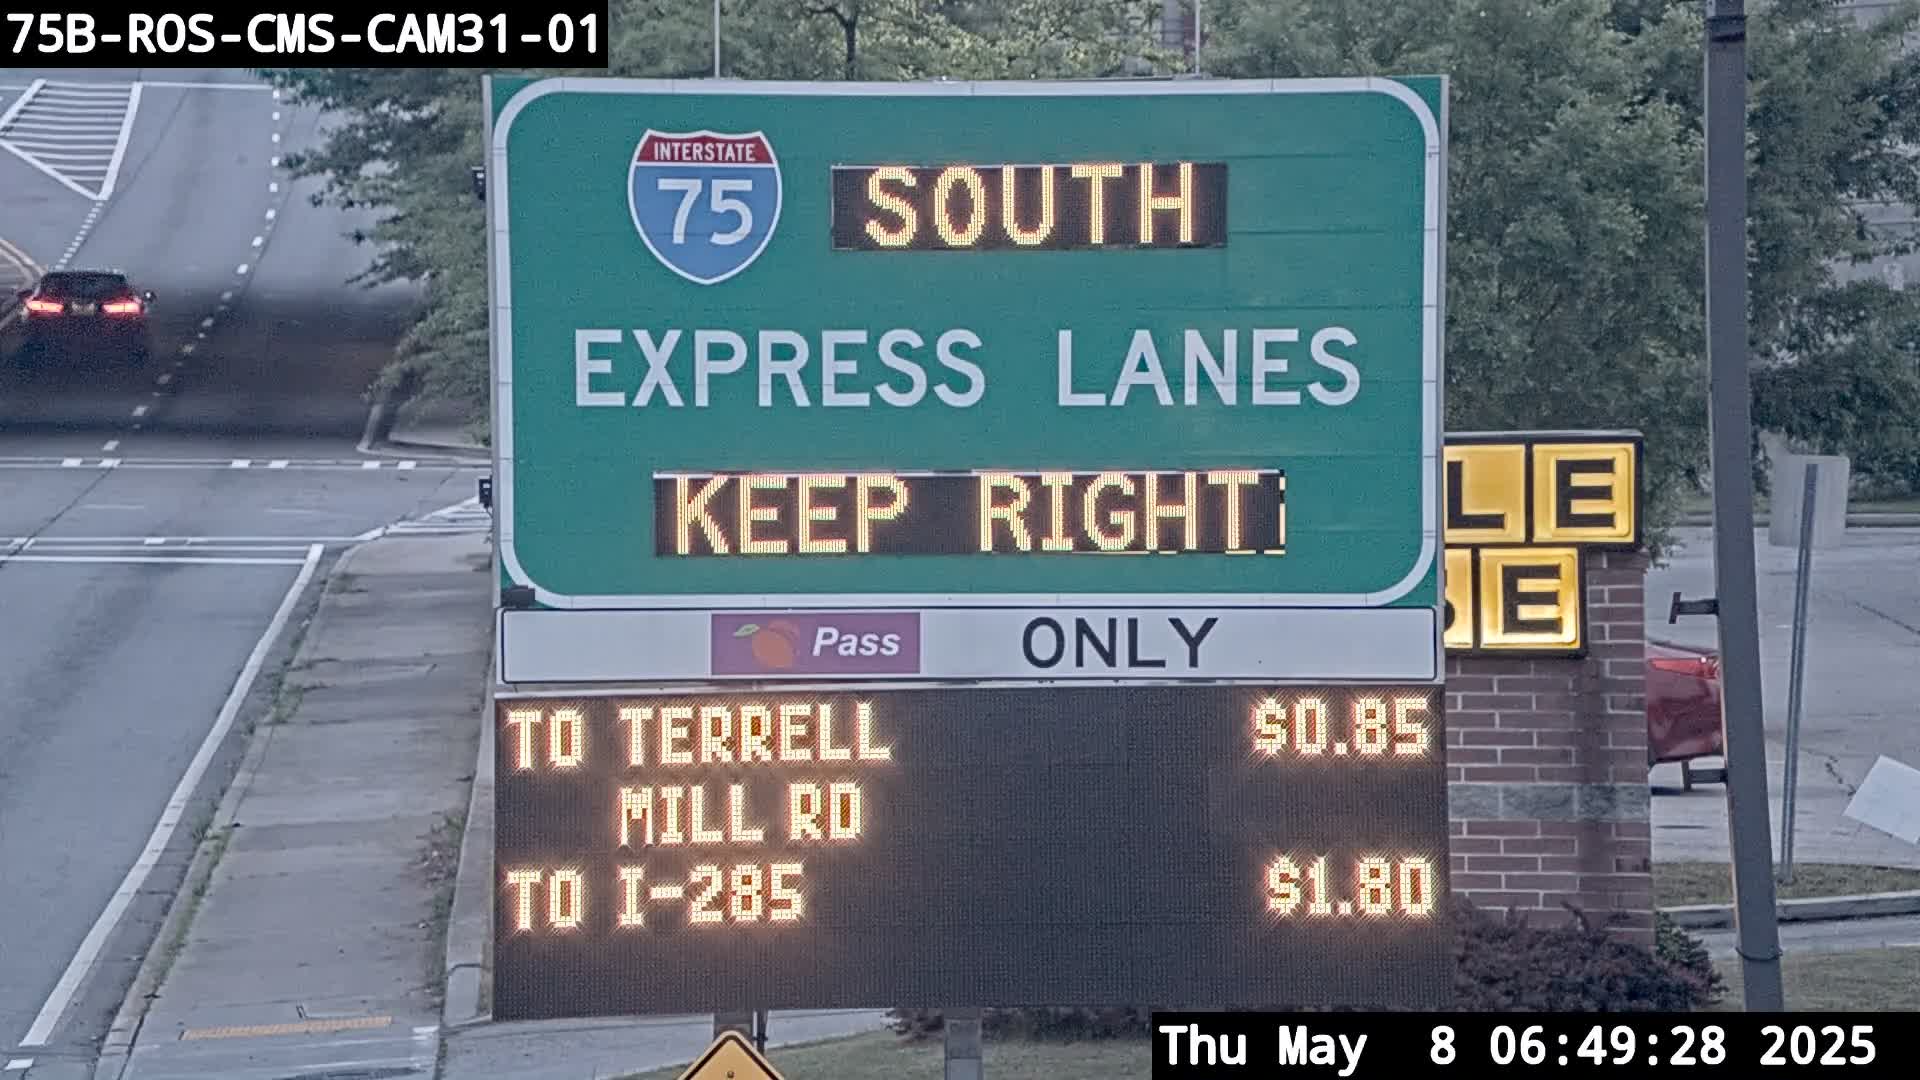 75B-ROS-CMS-CAM31-01
INTERSTATE
75
SOUTH
EXPRESS LANES
KEEP RIGHT
Pass ONLY
TO TERRELL $0.85
MILL RD
TO I-285 $1.80
LE
E
Thu May 8 06:49:28 2025